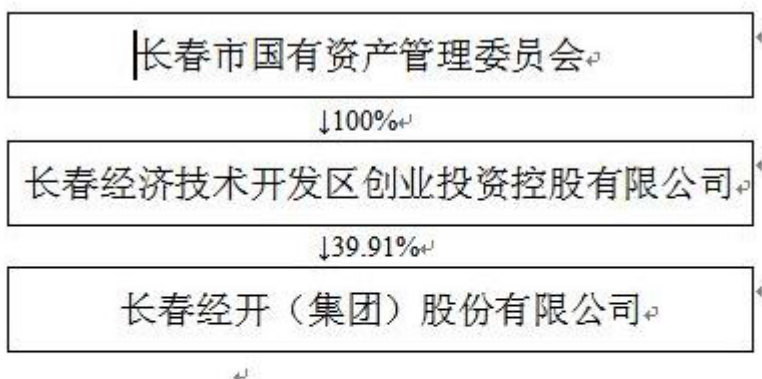 长春市国有资产管理委员会
↓100%
长春经济技术开发区创业投资控股有限公司
↓39.91%
长春经开（集团）股份有限公司